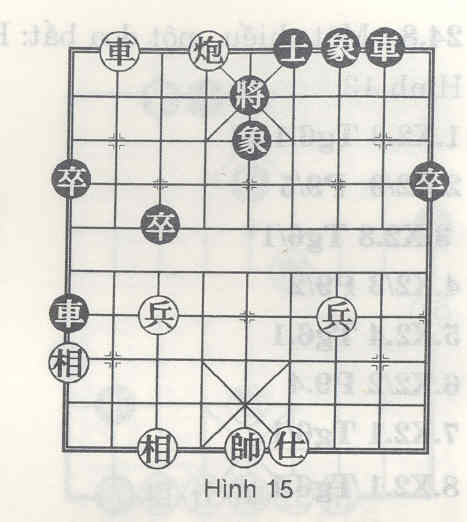 車 炮 士 象 車
將
象
卒 卒
卒
車 兵 兵
相
相 帥 仕
Hình 15